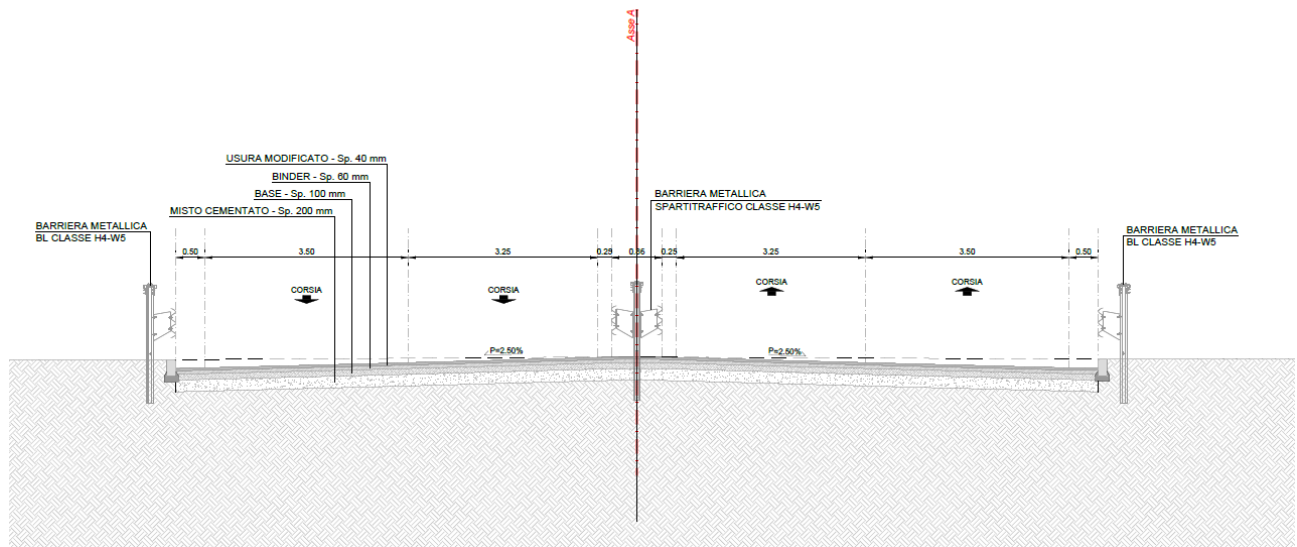 Asse A
USURA MODIFICATO - Sp. 40 mm
BINDER - Sp. 60 mm
BASE - Sp. 100 mm
MISTO CEMENTATO - Sp. 200 mm
BARRIERA METALLICA
SPARTITRAFFICO CLASSE H4-W5
BARRIERA METALLICA
BL CLASSE H4-W5
BARRIERA METALLICA
BL CLASSE H4-W5
0.50 3.50 3.25 0.25 0.25 3.25 3.50 0.50
CORSIA CORSIA CORSIA CORSIA
P=2.50% P=2.50%